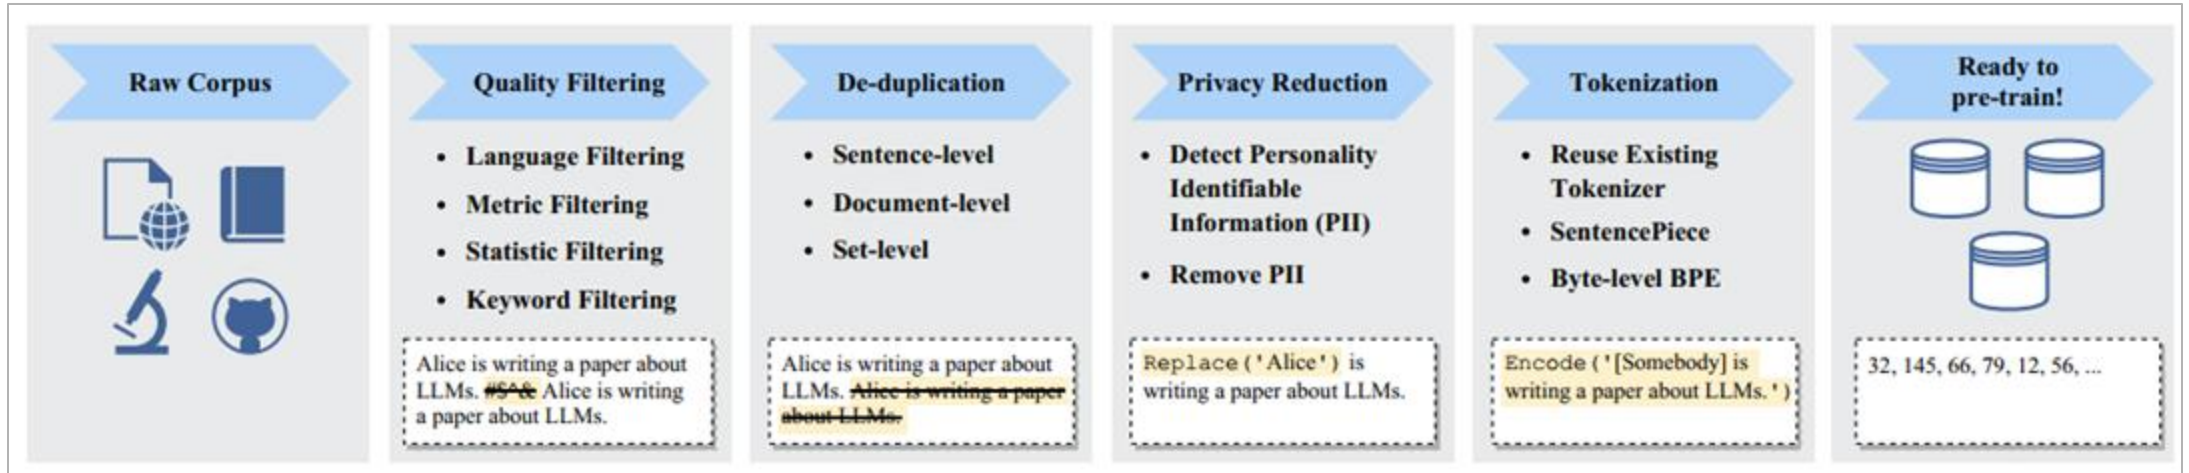 Raw Corpus
Quality Filtering
• Language Filtering
• Metric Filtering
• Statistic Filtering
• Keyword Filtering
Alice is writing a paper about
LLMs. #$^& Alice is writing
a paper about LLMs.
De-duplication
• Sentence-level
• Document-level
• Set-level
Alice is writing a paper about
LLMs. Alice is writing a paper
about LLMs.
Privacy Reduction
• Detect Personality
Identifiable
Information (PII)
• Remove PII
Replace('Alice') is
writing a paper about LLMs.
Tokenization
• Reuse Existing
Tokenizer
• SentencePiece
• Byte-level BPE
Encode('[Somebody] is
writing a paper about LLMs.')
Ready to
pre-train!
32, 145, 66, 79, 12, 56, ...